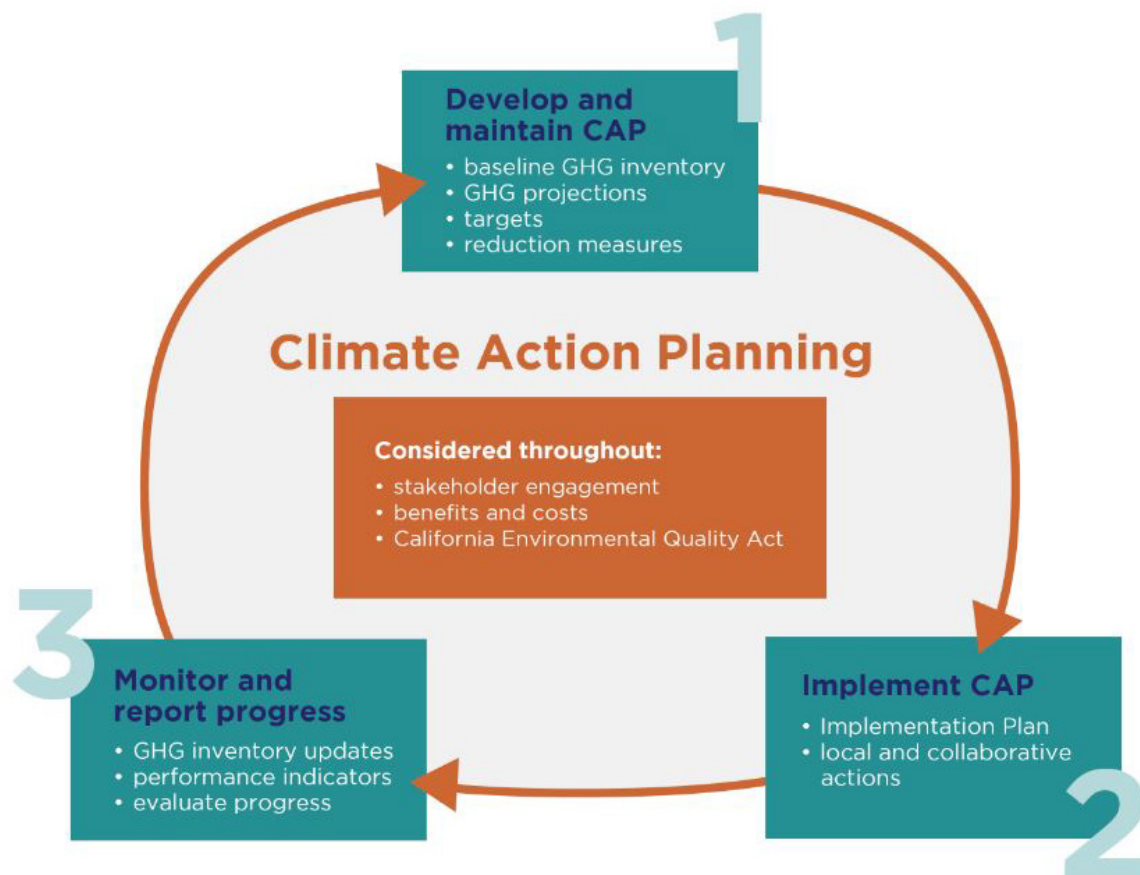 1
Develop and
maintain CAP
• baseline GHG inventory
• GHG projections
• targets
• reduction measures
Climate Action Planning
Considered throughout:
• stakeholder engagement
• benefits and costs
• California Environmental Quality Act
3
Monitor and
report progress
• GHG inventory updates
• performance indicators
• evaluate progress
Implement CAP
• Implementation Plan
• local and collaborative
actions
2